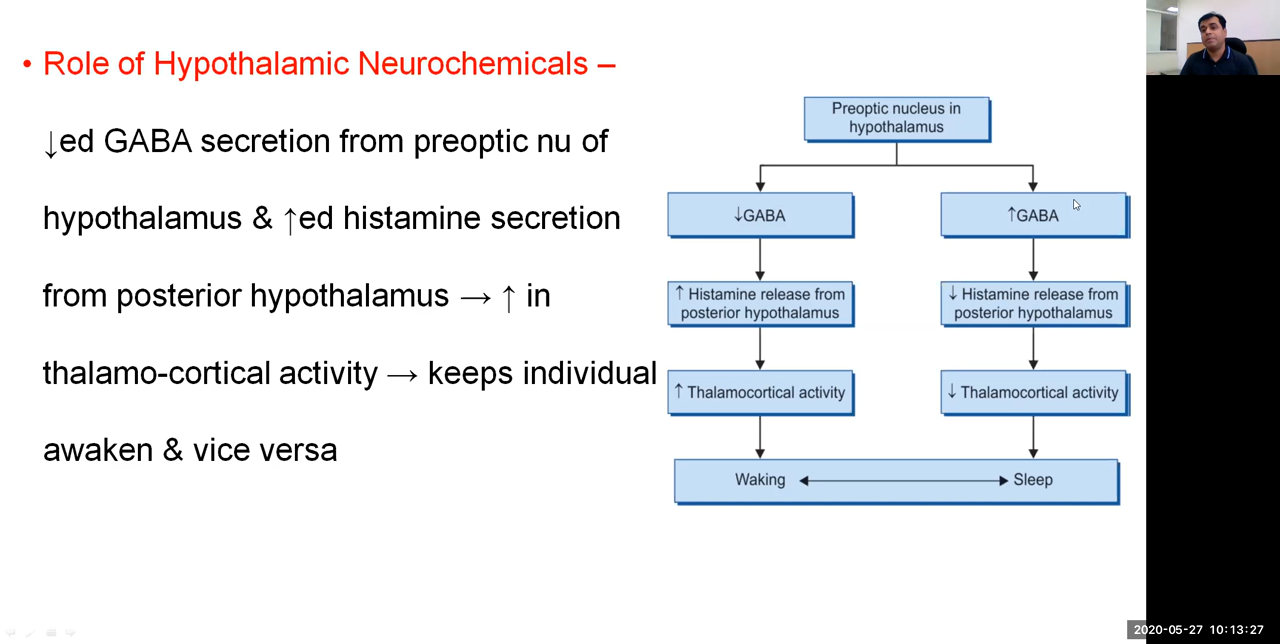 • Role of Hypothalamic Neurochemicals –
↓ed GABA secretion from preoptic nu of
hypothalamus & ↑ed histamine secretion
from posterior hypothalamus → ↑ in
thalamo-cortical activity → keeps individual
awaken & vice versa
Preoptic nucleus in
hypothalamus
↓GABA
↑GABA
↑ Histamine release from
posterior hypothalamus
↓ Histamine release from
posterior hypothalamus
↑ Thalamocortical activity
↓ Thalamocortical activity
Waking
Sleep
2020-05-27 10:13:27